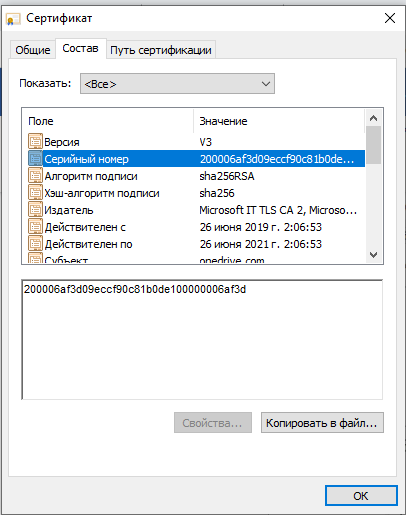 Сертификат
Общие Состав Путь сертификации
Показать: <Все>
Поле Значение
Версия V3
Серийный номер 200006af3d09eccf90c81b0de...
Алгоритм подписи sha256RSA
Хэш-алгоритм подписи sha256
Издатель Microsoft IT TLS CA 2, Microso...
Действителен с 26 июня 2019 г. 2:06:53
Действителен по 26 июня 2021 г. 2:06:53
Субъект onedrive.com
200006af3d09eccf90c81b0de100000006af3d
Свойства... Копировать в файл...
OK